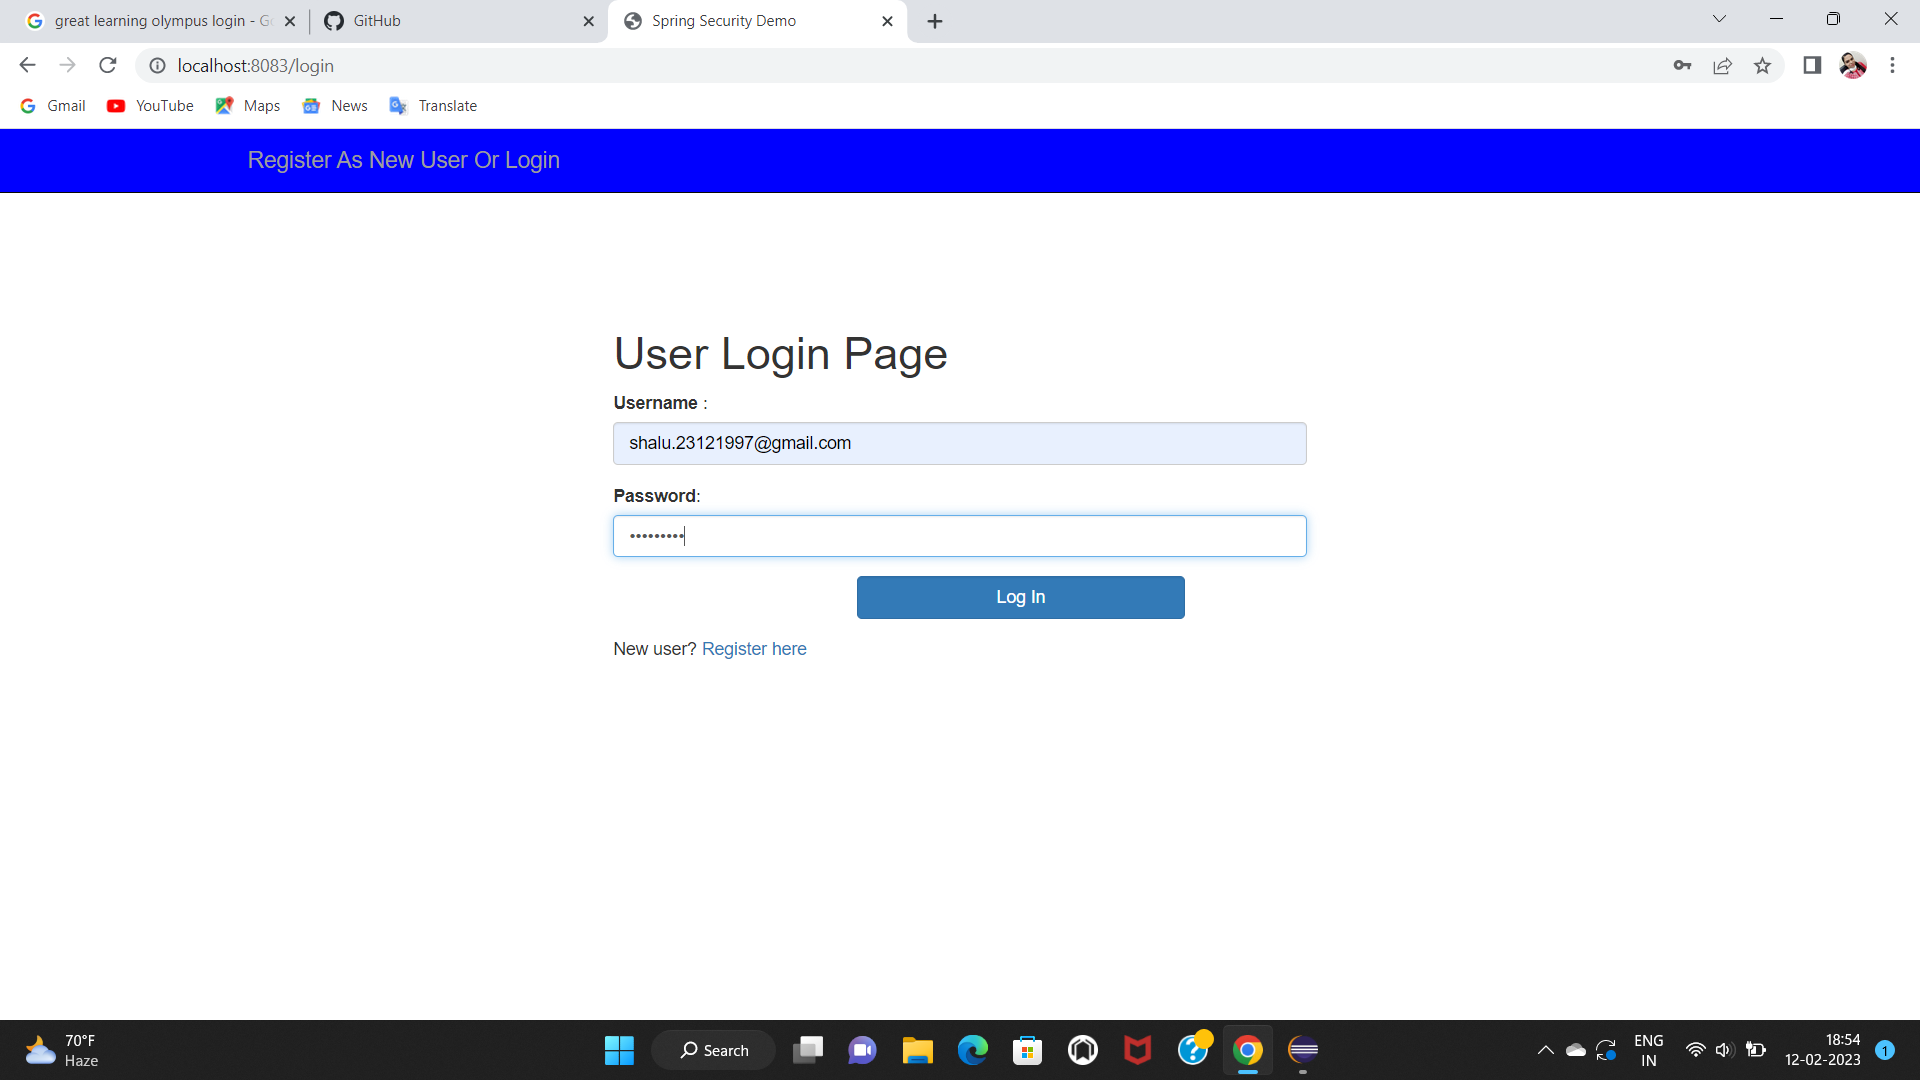 great learning olympus login - G
GitHub
Spring Security Demo
localhost:8083/login
Gmail
YouTube
Maps
News
Translate
Register As New User Or Login
User Login Page
Username :
shalu.23121997@gmail.com
Password:
•••••••••
Log In
New user? Register here
70°F
Haze
Search
ENG
IN
18:54
12-02-2023
1